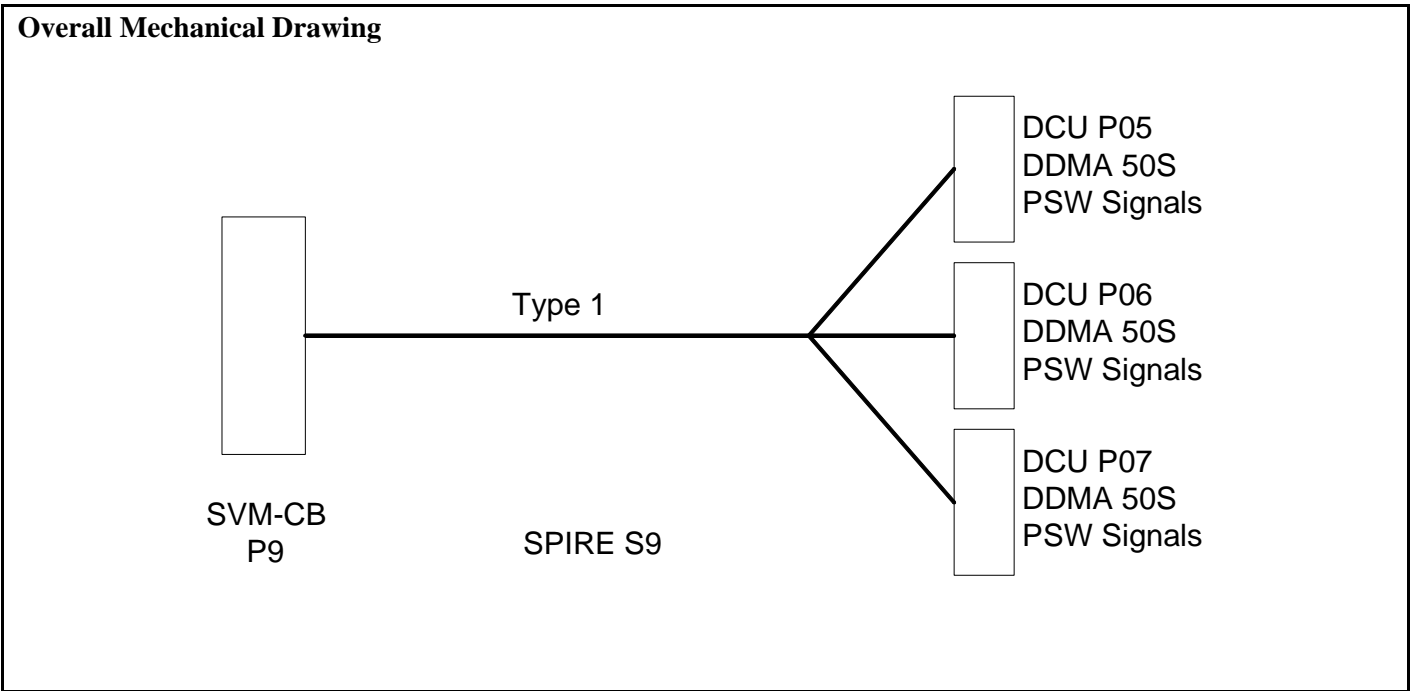 Overall Mechanical Drawing
DCU P05
DDMA 50S
PSW Signals
Type 1
DCU P06
DDMA 50S
PSW Signals
DCU P07
DDMA 50S
PSW Signals
SVM-CB
P9
SPIRE S9